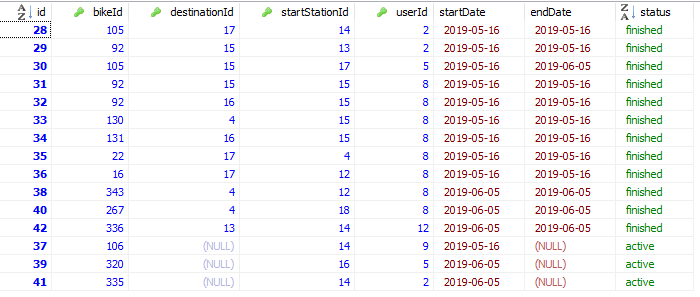 A Z id bikeId destinationId startStationId userId startDate endDate Z A status
28 105 17 14 2 2019-05-16 2019-05-16 finished
29 92 15 13 2 2019-05-16 2019-05-16 finished
30 105 15 17 5 2019-05-16 2019-06-05 finished
31 92 15 15 8 2019-05-16 2019-05-16 finished
32 92 16 15 8 2019-05-16 2019-05-16 finished
33 130 4 15 8 2019-05-16 2019-05-16 finished
34 131 16 15 8 2019-05-16 2019-05-16 finished
35 22 17 4 8 2019-05-16 2019-05-16 finished
36 16 17 12 8 2019-05-16 2019-05-16 finished
38 343 4 12 8 2019-06-05 2019-06-05 finished
40 267 4 18 8 2019-06-05 2019-06-05 finished
42 336 13 14 12 2019-06-05 2019-06-05 finished
37 106 (NULL) 14 9 2019-05-16 (NULL) active
39 320 (NULL) 16 5 2019-06-05 (NULL) active
41 335 (NULL) 14 2 2019-06-05 (NULL) active